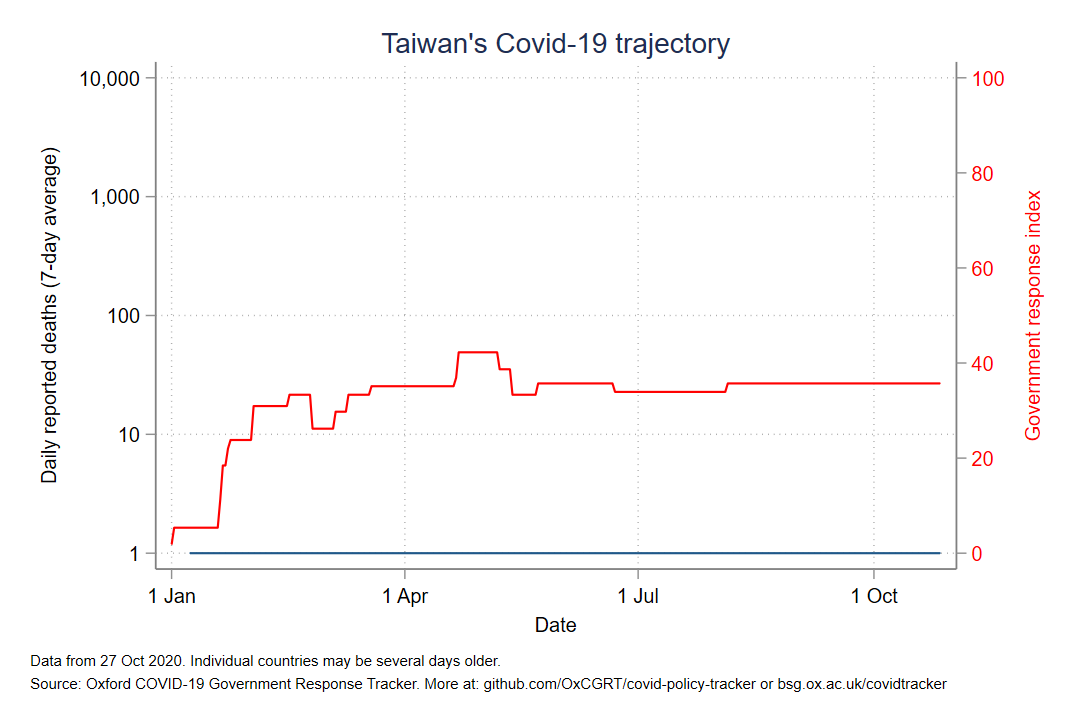 Taiwan's Covid-19 trajectory
10,000
1,000
100
10
1
Daily reported deaths (7-day average)
100
80
60
40
20
0
Government response index
1 Jan
1 Apr
1 Jul
1 Oct
Date
Data from 27 Oct 2020. Individual countries may be several days older.
Source: Oxford COVID-19 Government Response Tracker. More at: github.com/OxCGRT/covid-policy-tracker or bsg.ox.ac.uk/covidtracker